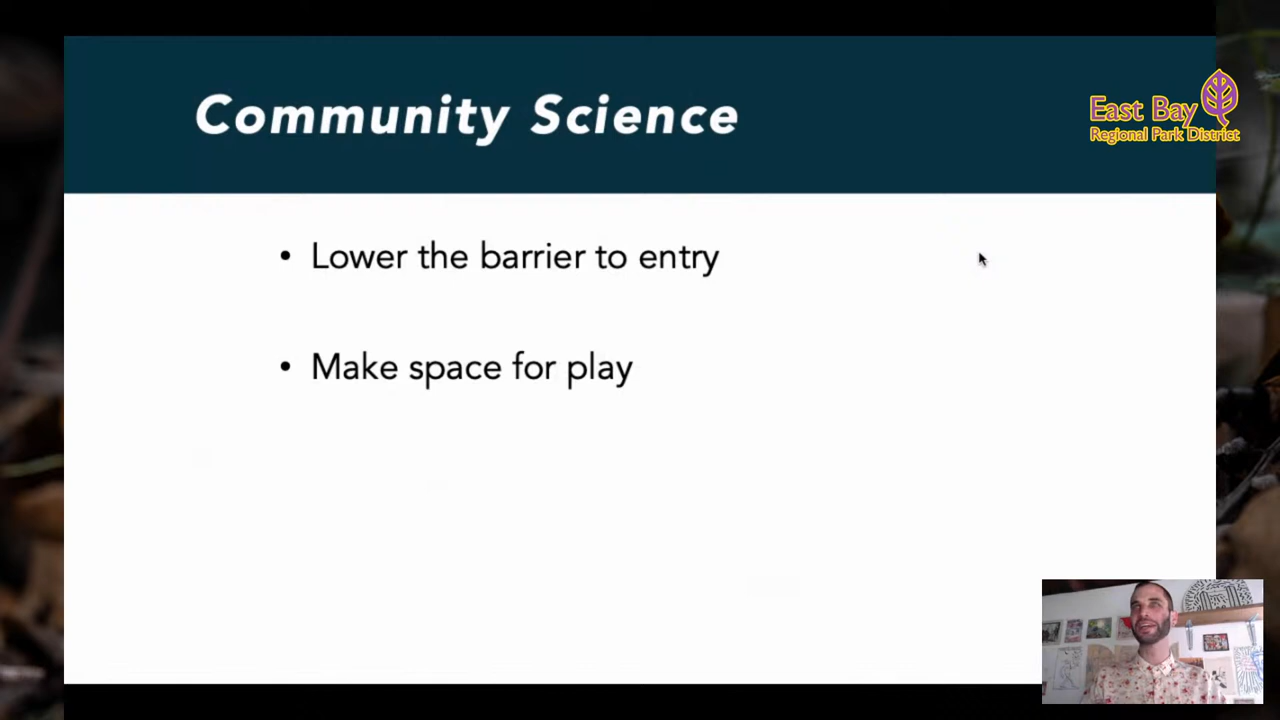 Community Science
East Bay
Regional Park District
• Lower the barrier to entry
• Make space for play